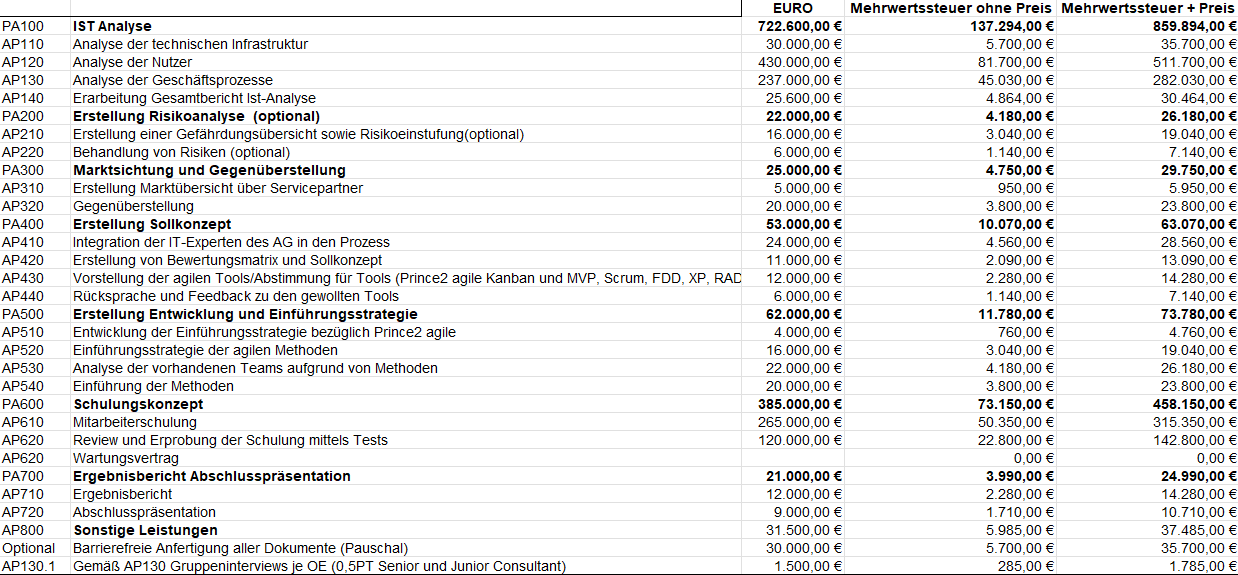 EURO Mehrwertssteuer ohne Preis Mehrwertssteuer + Preis
PA100 IST Analyse 722.600,00 € 137.294,00 € 859.894,00 €
AP110 Analyse der technischen Infrastruktur 30.000,00 € 5.700,00 € 35.700,00 €
AP120 Analyse der Nutzer 430.000,00 € 81.700,00 € 511.700,00 €
AP130 Analyse der Geschäftsprozesse 237.000,00 € 45.030,00 € 282.030,00 €
AP140 Erarbeitung Gesamtbericht Ist-Analyse 25.600,00 € 4.864,00 € 30.464,00 €
PA200 Erstellung Risikoanalyse (optional) 22.000,00 € 4.180,00 € 26.180,00 €
AP210 Erstellung einer Gefährdungsübersicht sowie Risikoeinstufung(optional) 16.000,00 € 3.040,00 € 19.040,00 €
AP220 Behandlung von Risiken (optional) 6.000,00 € 1.140,00 € 7.140,00 €
PA300 Marktsichtung und Gegenüberstellung 25.000,00 € 4.750,00 € 29.750,00 €
AP310 Erstellung Marktübersicht über Servicepartner 5.000,00 € 950,00 € 5.950,00 €
AP320 Gegenüberstellung 20.000,00 € 3.800,00 € 23.800,00 €
PA400 Erstellung Sollkonzept 53.000,00 € 10.070,00 € 63.070,00 €
AP410 Integration der IT-Experten des AG in den Prozess 24.000,00 € 4.560,00 € 28.560,00 €
AP420 Erstellung von Bewertungsmatrix und Sollkonzept 11.000,00 € 2.090,00 € 13.090,00 €
AP430 Vorstellung der agilen Tools/Abstimmung für Tools (Prince2 agile Kanban und MVP, Scrum, FDD, XP, RAD 12.000,00 € 2.280,00 € 14.280,00 €
AP440 Rücksprache und Feedback zu den gewollten Tools 6.000,00 € 1.140,00 € 7.140,00 €
PA500 Erstellung Entwicklung und Einführungsstrategie 62.000,00 € 11.780,00 € 73.780,00 €
AP510 Entwicklung der Einführungsstrategie bezüglich Prince2 agile 4.000,00 € 760,00 € 4.760,00 €
AP520 Einführungsstrategie der agilen Methoden 16.000,00 € 3.040,00 € 19.040,00 €
AP530 Analyse der vorhandenen Teams aufgrund von Methoden 22.000,00 € 4.180,00 € 26.180,00 €
AP540 Einführung der Methoden 20.000,00 € 3.800,00 € 23.800,00 €
PA600 Schulungskonzept 385.000,00 € 73.150,00 € 458.150,00 €
AP610 Mitarbeiterschulung 265.000,00 € 50.350,00 € 315.350,00 €
AP620 Review und Erprobung der Schulung mittels Tests 120.000,00 € 22.800,00 € 142.800,00 €
AP620 Wartungsvertrag 0,00 € 0,00 €
PA700 Ergebnisbericht Abschlusspräsentation 21.000,00 € 3.990,00 € 24.990,00 €
AP710 Ergebnisbericht 12.000,00 € 2.280,00 € 14.280,00 €
AP720 Abschlusspräsentation 9.000,00 € 1.710,00 € 10.710,00 €
AP800 Sonstige Leistungen 31.500,00 € 5.985,00 € 37.485,00 €
Optional Barrierefreie Anfertigung aller Dokumente (Pauschal) 30.000,00 € 5.700,00 € 35.700,00 €
AP130.1 Gemäß AP130 Gruppeninterviews je OE (0,5PT Senior und Junior Consultant) 1.500,00 € 285,00 € 1.785,00 €